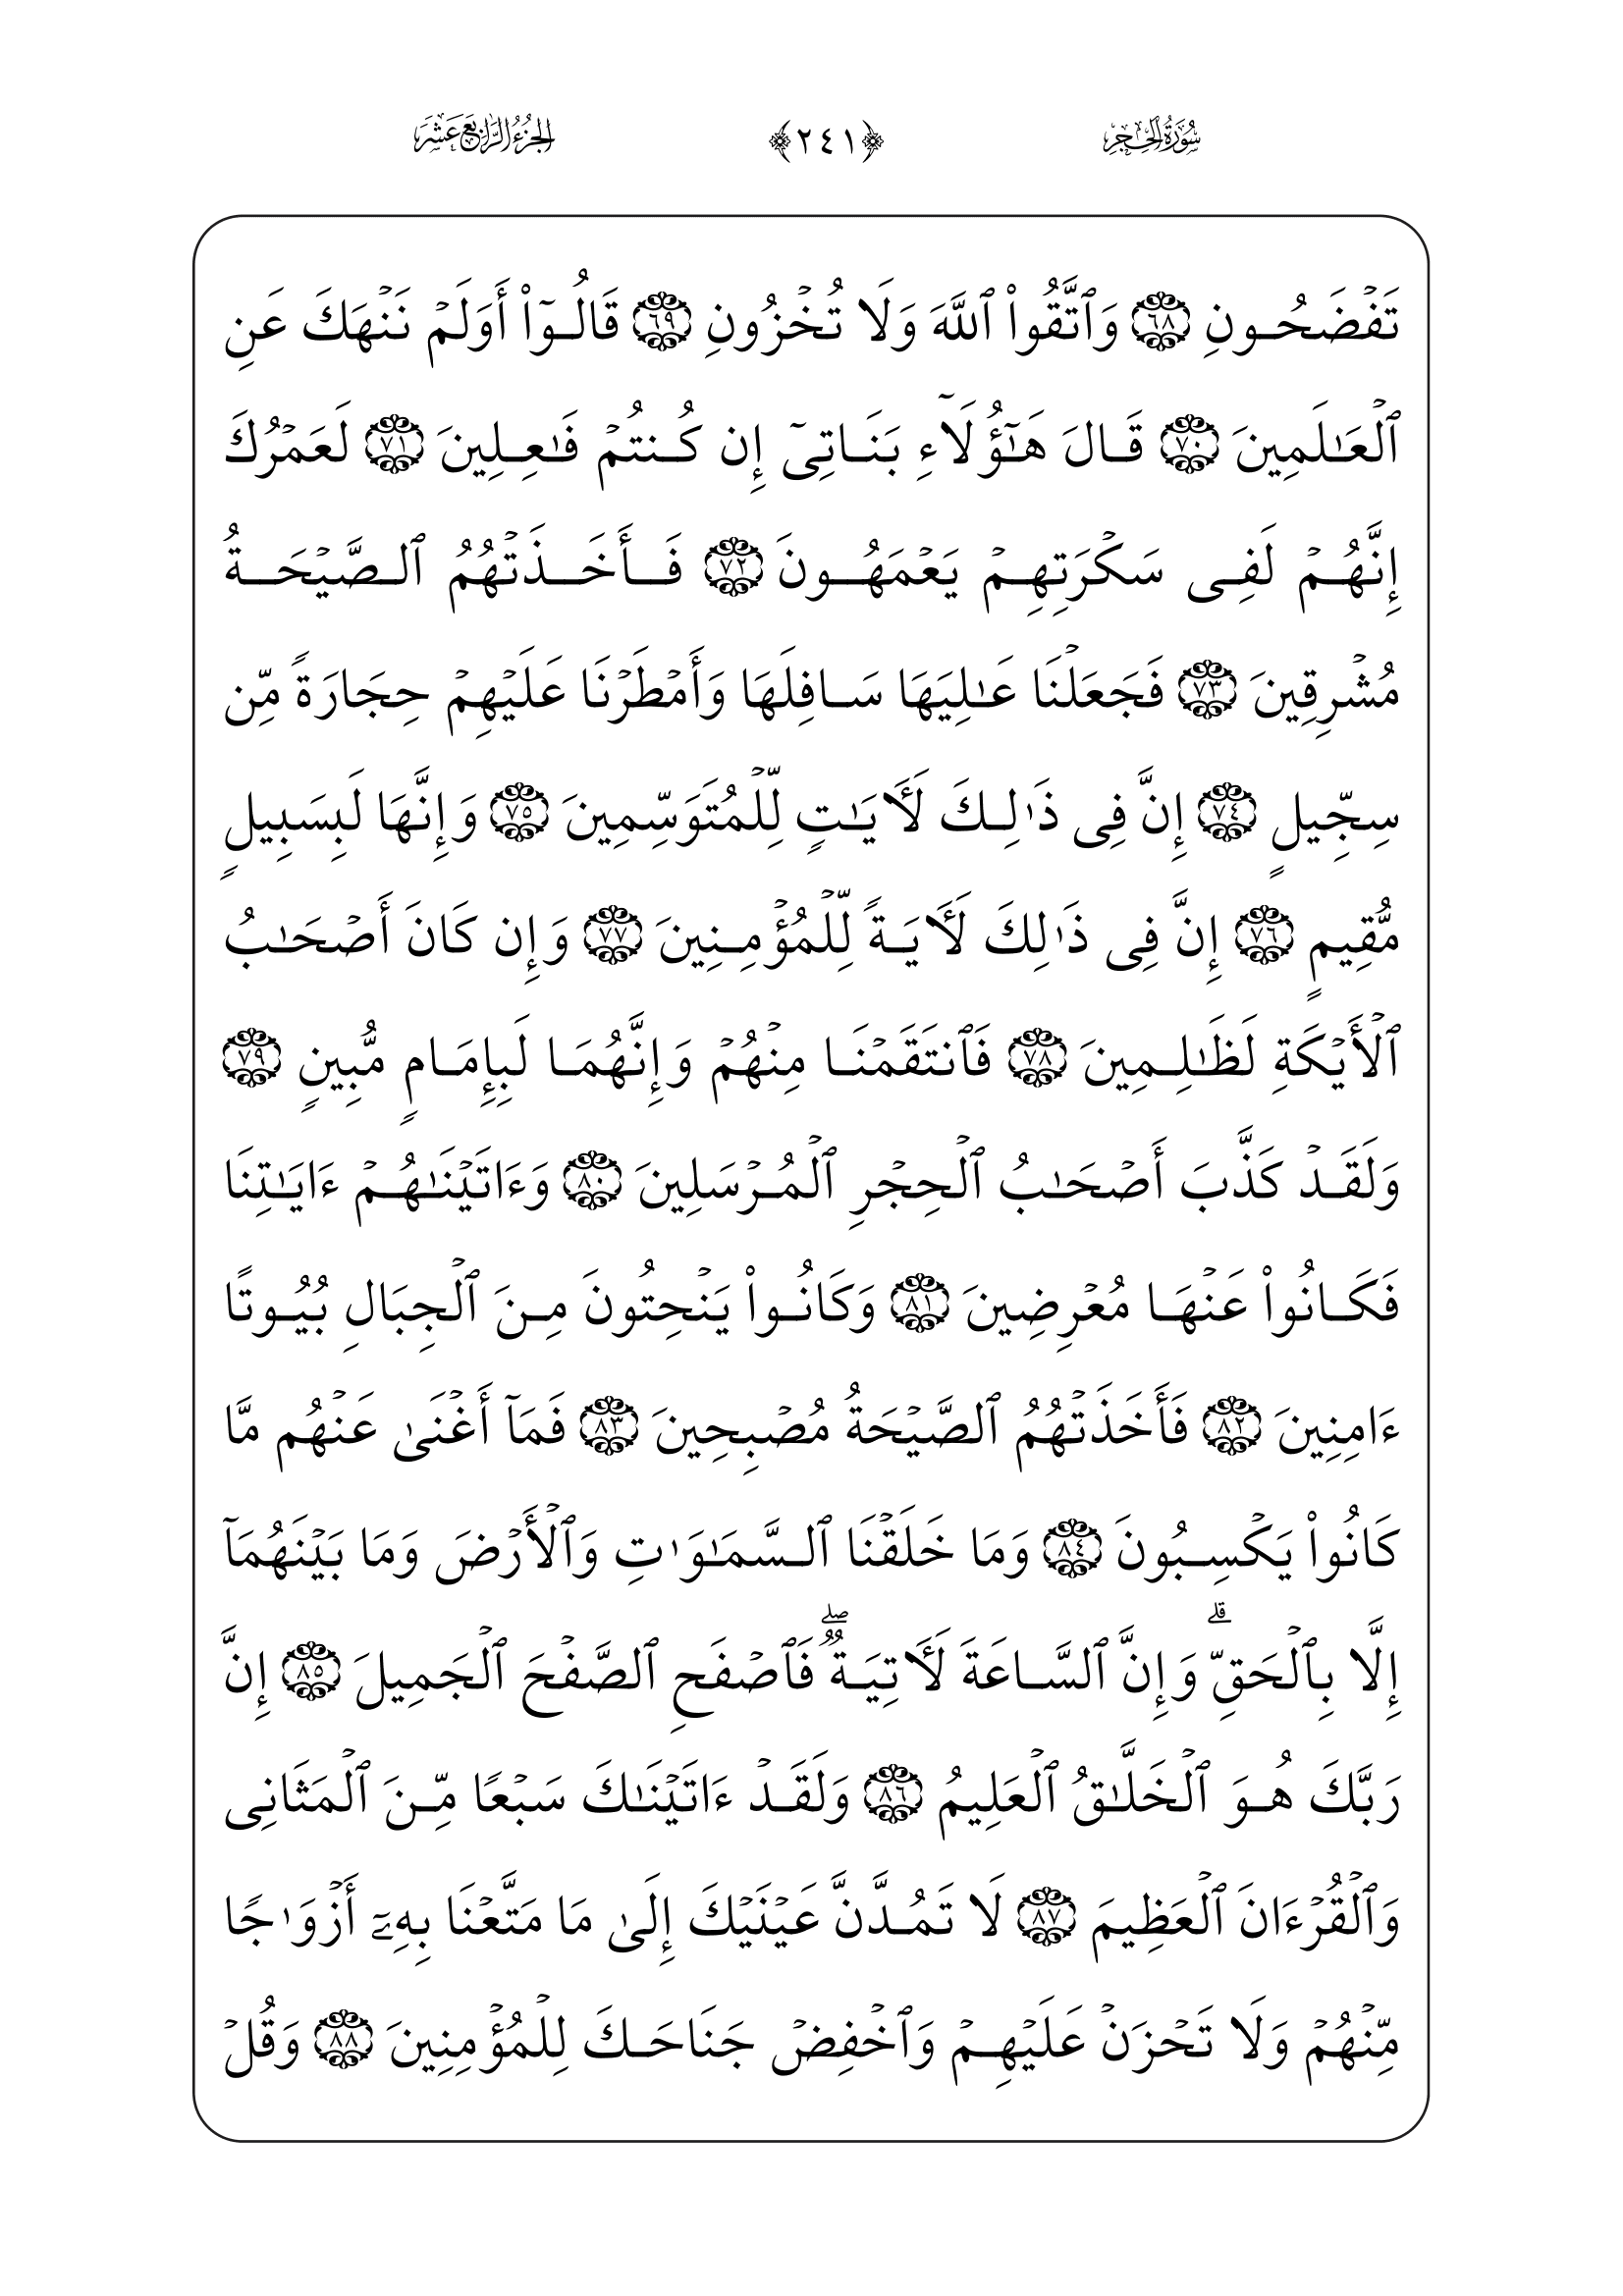 سُورَةُ الحِجْرِ ﴿٢٤١﴾ الجُزْءُ الرَّابِعَ عَشَرَ
تَفۡضَحُونِ ٦٨ وَٱتَّقُواْ ٱللَّهَ وَلَا تُخۡزُونِ ٦٩ قَالُوٓاْ أَوَلَمۡ نَنۡهَكَ عَنِ
ٱلۡعَٰلَمِينَ ٧٠ قَالَ هَٰٓؤُلَآءِ بَنَاتِيٓ إِن كُنتُمۡ فَٰعِلِينَ ٧١ لَعَمۡرُكَ
إِنَّهُمۡ لَفِي سَكۡرَتِهِمۡ يَعۡمَهُونَ ٧٢ فَأَخَذَتۡهُمُ ٱلصَّيۡحَةُ
مُشۡرِقِينَ ٧٣ فَجَعَلۡنَا عَٰلِيَهَا سَافِلَهَا وَأَمۡطَرۡنَا عَلَيۡهِمۡ حِجَارَةً مِّن
سِجِّيلٍ ٧٤ إِنَّ فِي ذَٰلِكَ لَأٓيَٰتٖ لِّلۡمُتَوَسِّمِينَ ٧٥ وَإِنَّهَا لَبِسَبِيلٖ
مُّقِيمٍ ٧٦ إِنَّ فِي ذَٰلِكَ لَأٓيَةٗ لِّلۡمُؤۡمِنِينَ ٧٧ وَإِن كَانَ أَصۡحَٰبُ
ٱلۡأَيۡكَةِ لَظَٰلِمِينَ ٧٨ فَٱنتَقَمۡنَا مِنۡهُمۡ وَإِنَّهُمَا لَبِإِمَامٖ مُّبِينٖ ٧٩
وَلَقَدۡ كَذَّبَ أَصۡحَٰبُ ٱلۡحِجۡرِ ٱلۡمُرۡسَلِينَ ٨٠ وَءَاتَيۡنَٰهُمۡ ءَايَٰتِنَا
فَكَانُواْ عَنۡهَا مُعۡرِضِينَ ٨١ وَكَانُواْ يَنۡحِتُونَ مِنَ ٱلۡجِبَالِ بُيُوتًا
ءَامِنِينَ ٨٢ فَأَخَذَتۡهُمُ ٱلصَّيۡحَةُ مُصۡبِحِينَ ٨٣ فَمَآ أَغۡنَىٰ عَنۡهُم مَّا
كَانُواْ يَكۡسِبُونَ ٨٤ وَمَا خَلَقۡنَا ٱلسَّمَٰوَٰتِ وَٱلۡأَرۡضَ وَمَا بَيۡنَهُمَآ
إِلَّا بِٱلۡحَقِّۗ وَإِنَّ ٱلسَّاعَةَ لَأٓتِيَةٞۖ فَٱصۡفَحِ ٱلصَّفۡحَ ٱلۡجَمِيلَ ٨٥ إِنَّ
رَبَّكَ هُوَ ٱلۡخَلَّٰقُ ٱلۡعَلِيمُ ٨٦ وَلَقَدۡ ءَاتَيۡنَٰكَ سَبۡعٗا مِّنَ ٱلۡمَثَانِي
وَٱلۡقُرۡءَانَ ٱلۡعَظِيمَ ٨٧ لَا تَمُدَّنَّ عَيۡنَيۡكَ إِلَىٰ مَا مَتَّعۡنَا بِهِۦٓ أَزۡوَٰجٗا
مِّنۡهُمۡ وَلَا تَحۡزَنۡ عَلَيۡهِمۡ وَٱخۡفِضۡ جَنَاحَكَ لِلۡمُؤۡمِنِينَ ٨٨ وَقُلۡ